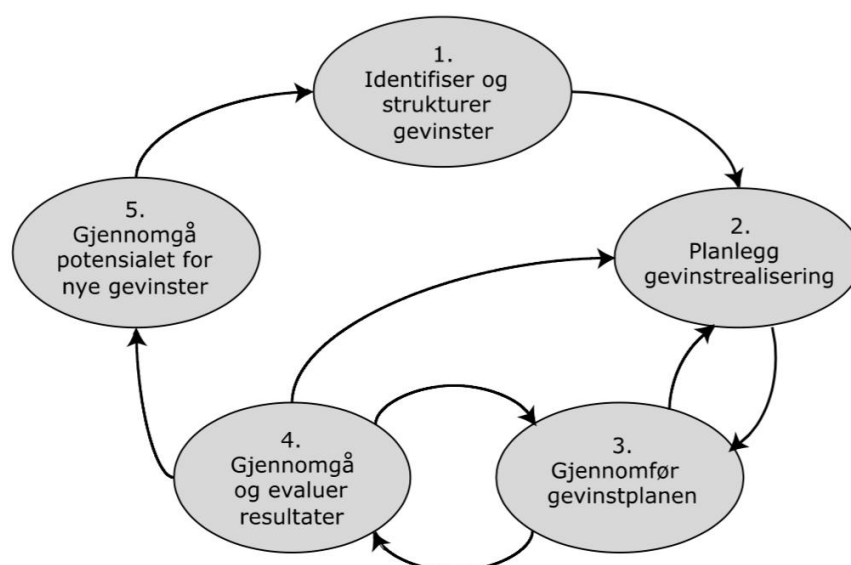 1.
Identifiser og
strukturer
gevinster
2.
Planlegg
gevinstrealisering
3.
Gjennomfør
gevinstplanen
4.
Gjennomgå
og evaluer
resultater
5.
Gjennomgå
potensialet for
nye gevinster